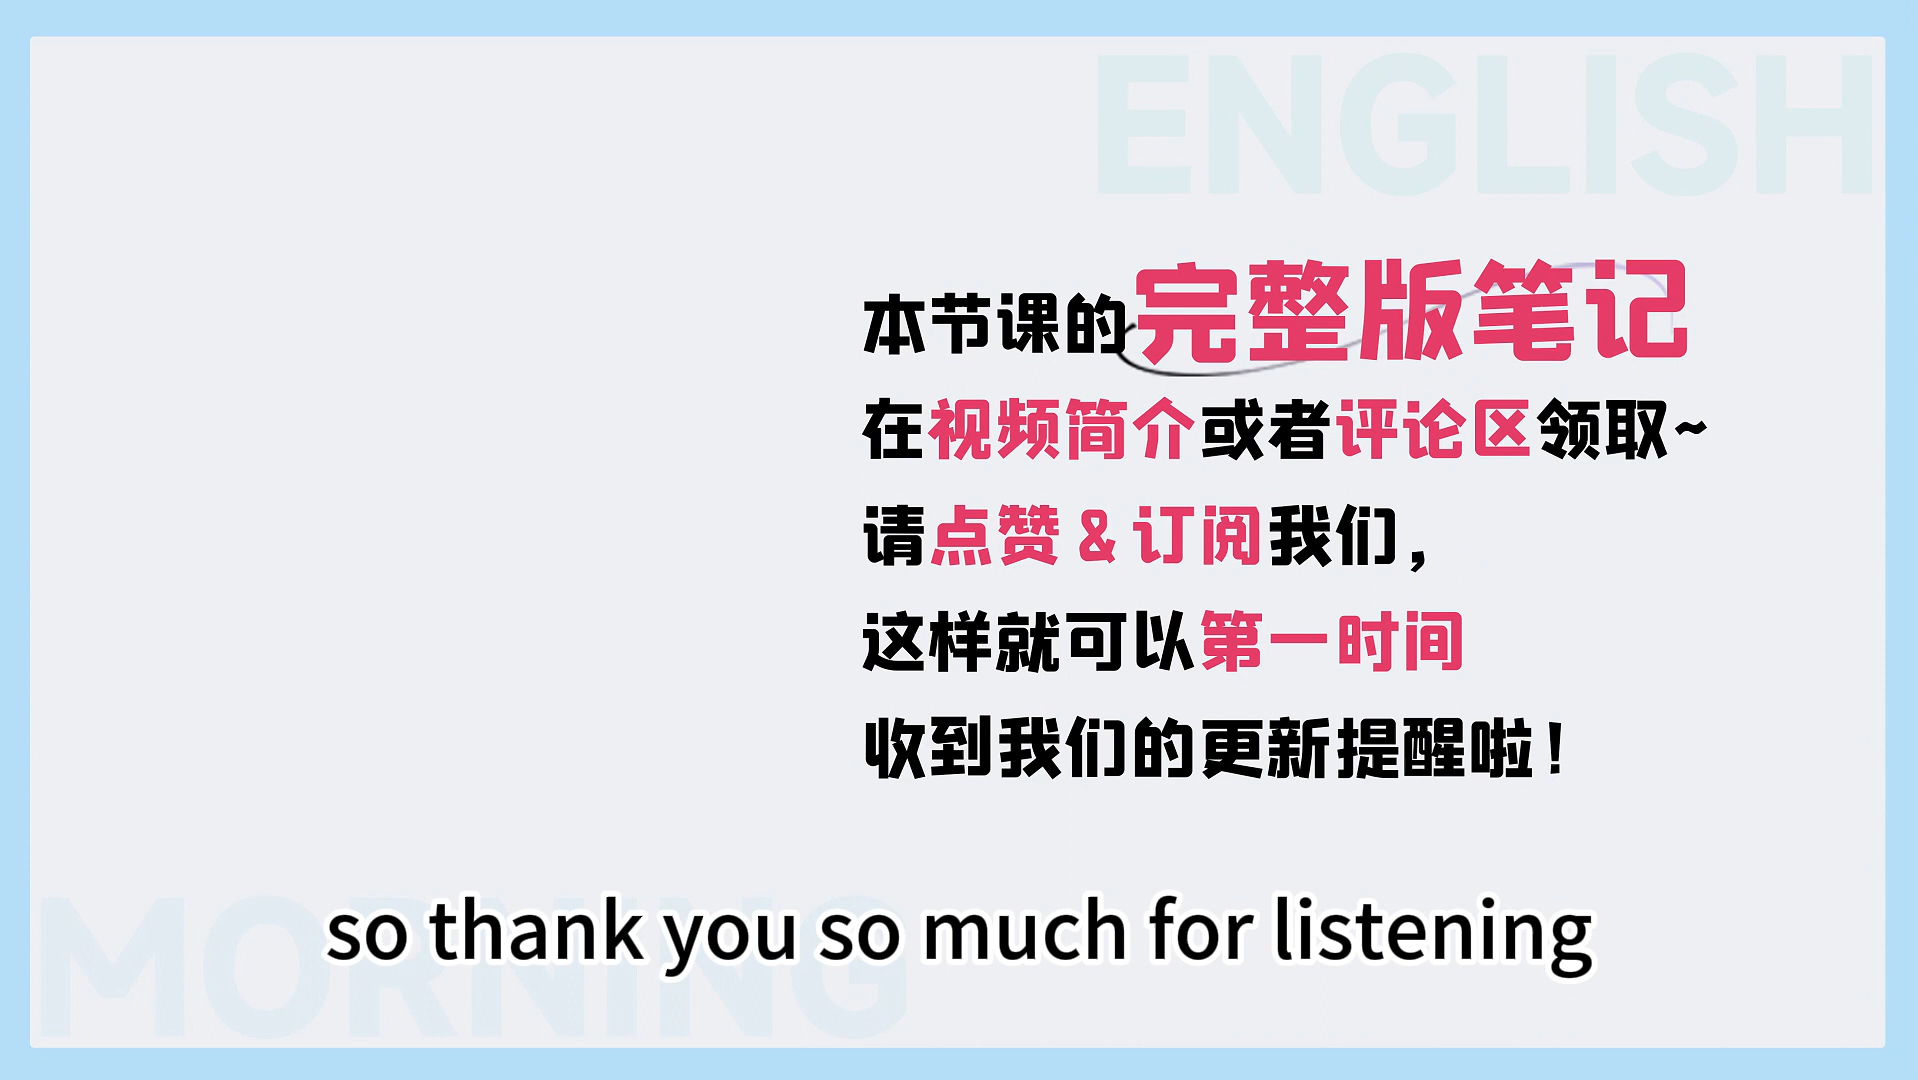 ENGLISH
本节课的完整版笔记
在视频简介或者评论区领取~
请点赞&订阅我们，
这样就可以第一时间
收到我们的更新提醒啦！
MORNING
so thank you so much for listening